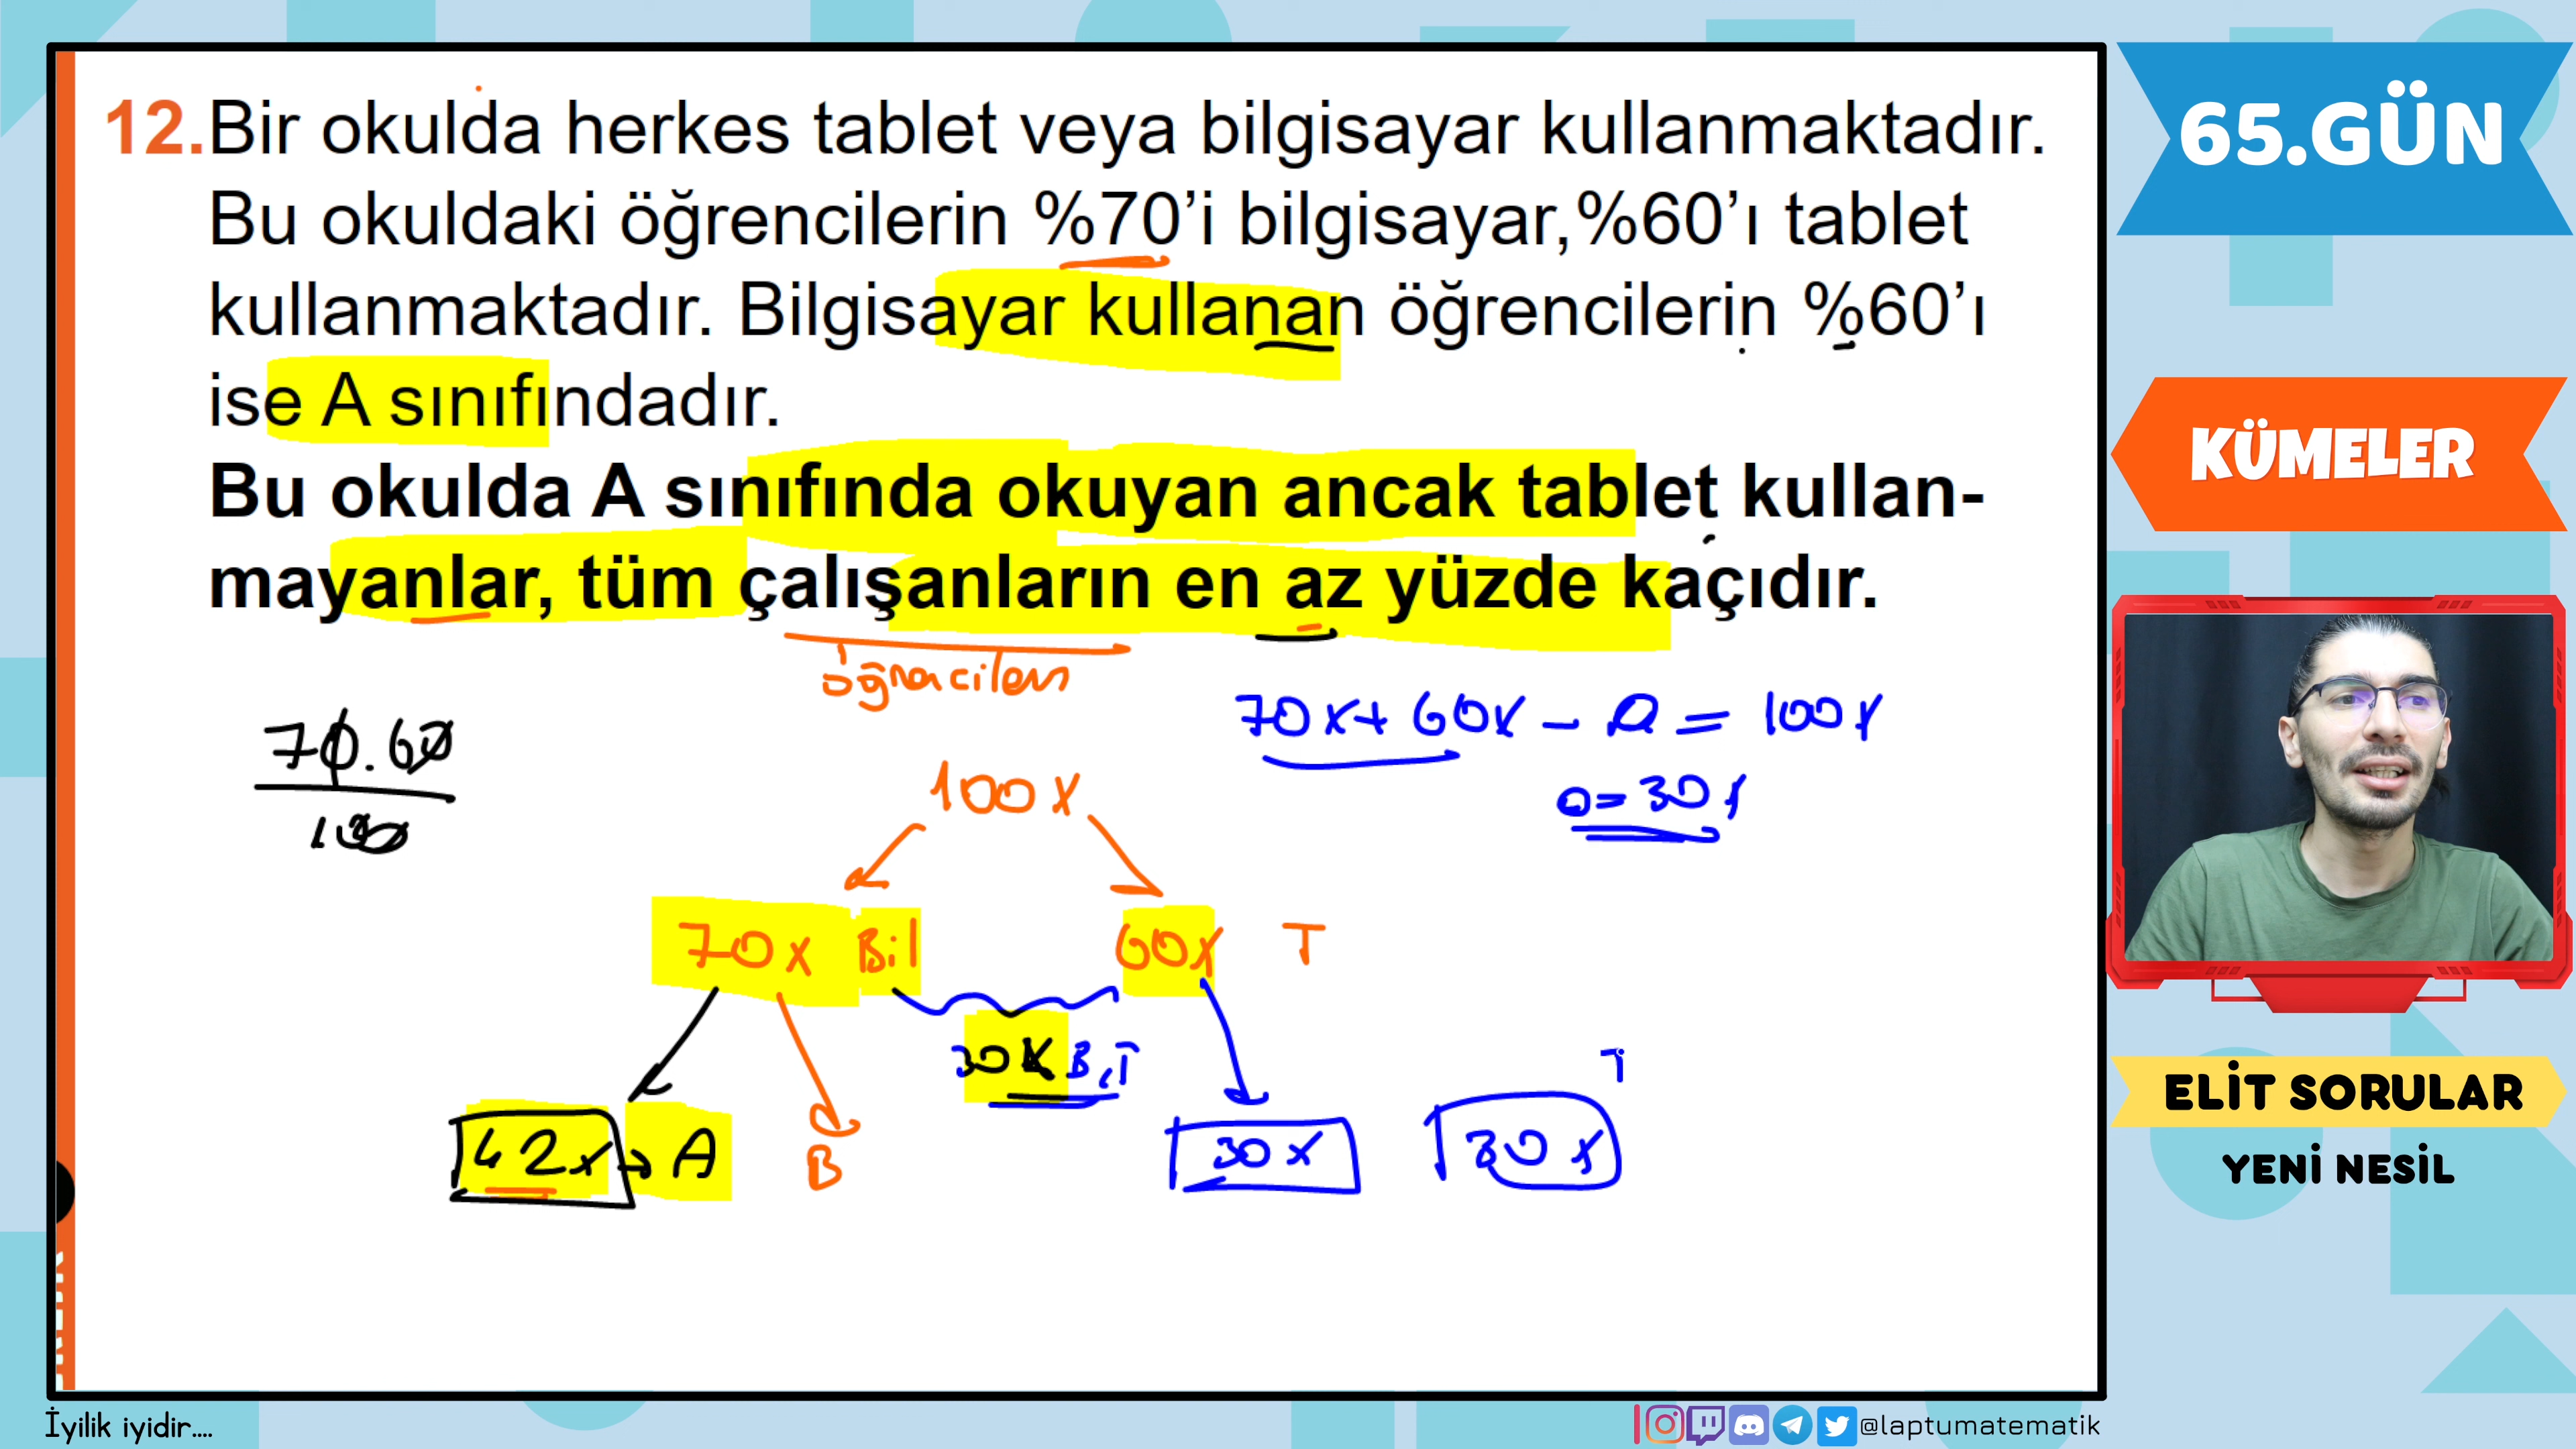 12.Bir okulda herkes tablet veya bilgisayar kullanmaktadır.
Bu okuldaki öğrencilerin %70’i bilgisayar,%60’ı tablet
kullanmaktadır. Bilgisayar kullanan öğrencilerin %60’ı
ise A sınıfındadır.
Bu okulda A sınıfında okuyan ancak tablet kullan-
mayanlar, tüm çalışanların en az yüzde kaçıdır.
öğrenciler
70.60
100
70x+60x-a=100x
a=30x
100x
70x Bil
60x T
30x B,T
42x→A
B
30x
30x
T
65.GÜN
KÜMELER
ELİT SORULAR
YENİ NESİL
İyilik iyidir....
@laptumatematik